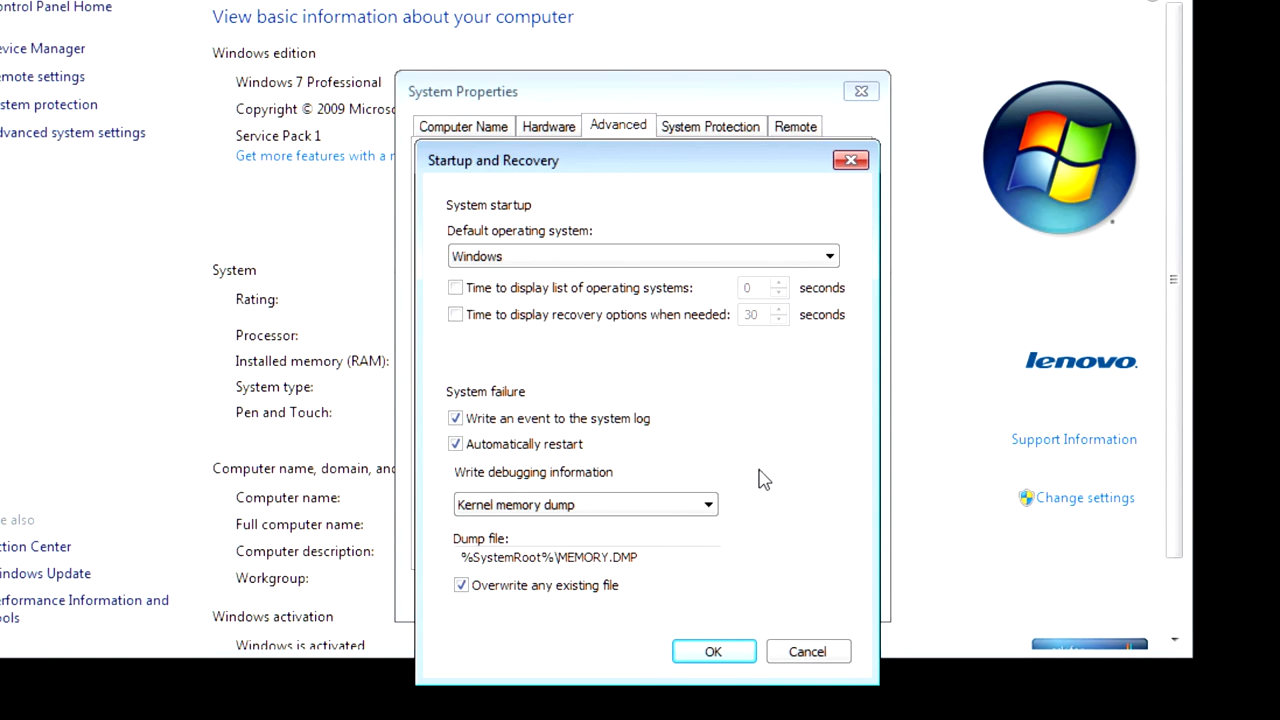 ontrol Panel Home
evice Manager
emote settings
stem protection
dvanced system settings
e also
ction Center
indows Update
erformance Information and
ools
View basic information about your computer
Windows edition
Windows 7 Professional
Copyright © 2009 Micros
Service Pack 1
Get more features with a n
System
Rating:
Processor:
Installed memory (RAM):
System type:
Pen and Touch:
Computer name, domain, and
Computer name:
Full computer name:
Computer description:
Workgroup:
Windows activation
Windows is activated
System Properties
Computer Name
Hardware
Advanced
System Protection
Remote
Startup and Recovery
System startup
Default operating system:
Windows
Time to display list of operating systems: 0 seconds
Time to display recovery options when needed: 30 seconds
System failure
Write an event to the system log
Automatically restart
Write debugging information
Kernel memory dump
Dump file:
%SystemRoot%\MEMORY.DMP
Overwrite any existing file
OK
Cancel
lenovo.
Support Information
Change settings